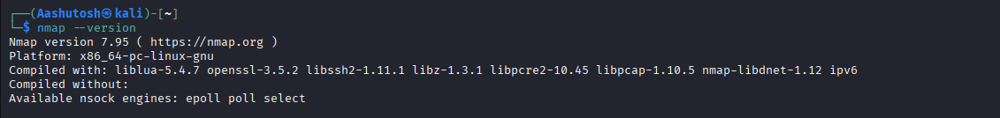 ┌──(Aashutosh㉿kali)-[~]
└─$ nmap --version
Nmap version 7.95 ( https://nmap.org )
Platform: x86_64-pc-linux-gnu
Compiled with: liblua-5.4.7 openssl-3.5.2 libssh2-1.11.1 libz-1.3.1 libpcre2-10.45 libpcap-1.10.5 nmap-libdnet-1.12 ipv6
Compiled without:
Available nsock engines: epoll poll select